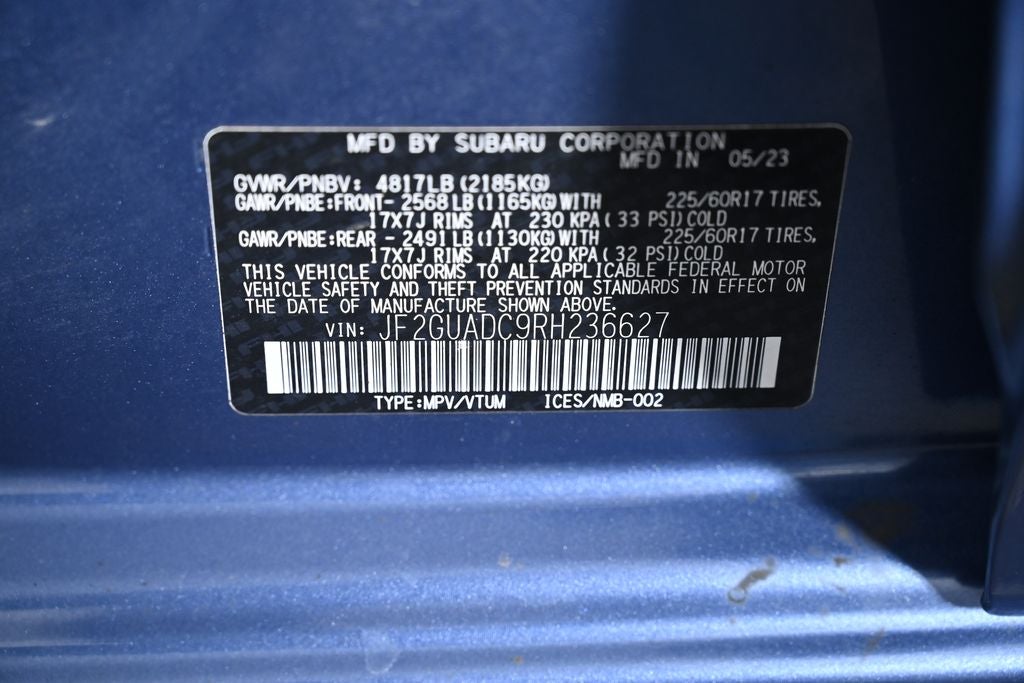 MFD BY SUBARU CORPORATION
MFD IN 05/23
GVWR/PNBV: 4817LB (2185KG)
GAWR/PNBE:FRONT- 2568 LB (1165KG) WITH 225/60R17 TIRES,
17X7J RIMS AT 230 KPA ( 33 PSI) COLD
GAWR/PNBE:REAR - 2491 LB (1130KG) WITH 225/60R17 TIRES,
17X7J RIMS AT 220 KPA ( 32 PSI) COLD
THIS VEHICLE CONFORMS TO ALL APPLICABLE FEDERAL MOTOR
VEHICLE SAFETY AND THEFT PREVENTION STANDARDS IN EFFECT ON
THE DATE OF MANUFACTURE SHOWN ABOVE.
VIN: JF2GUADC9RH236627
TYPE:MPV/VTUM ICES/NMB-002